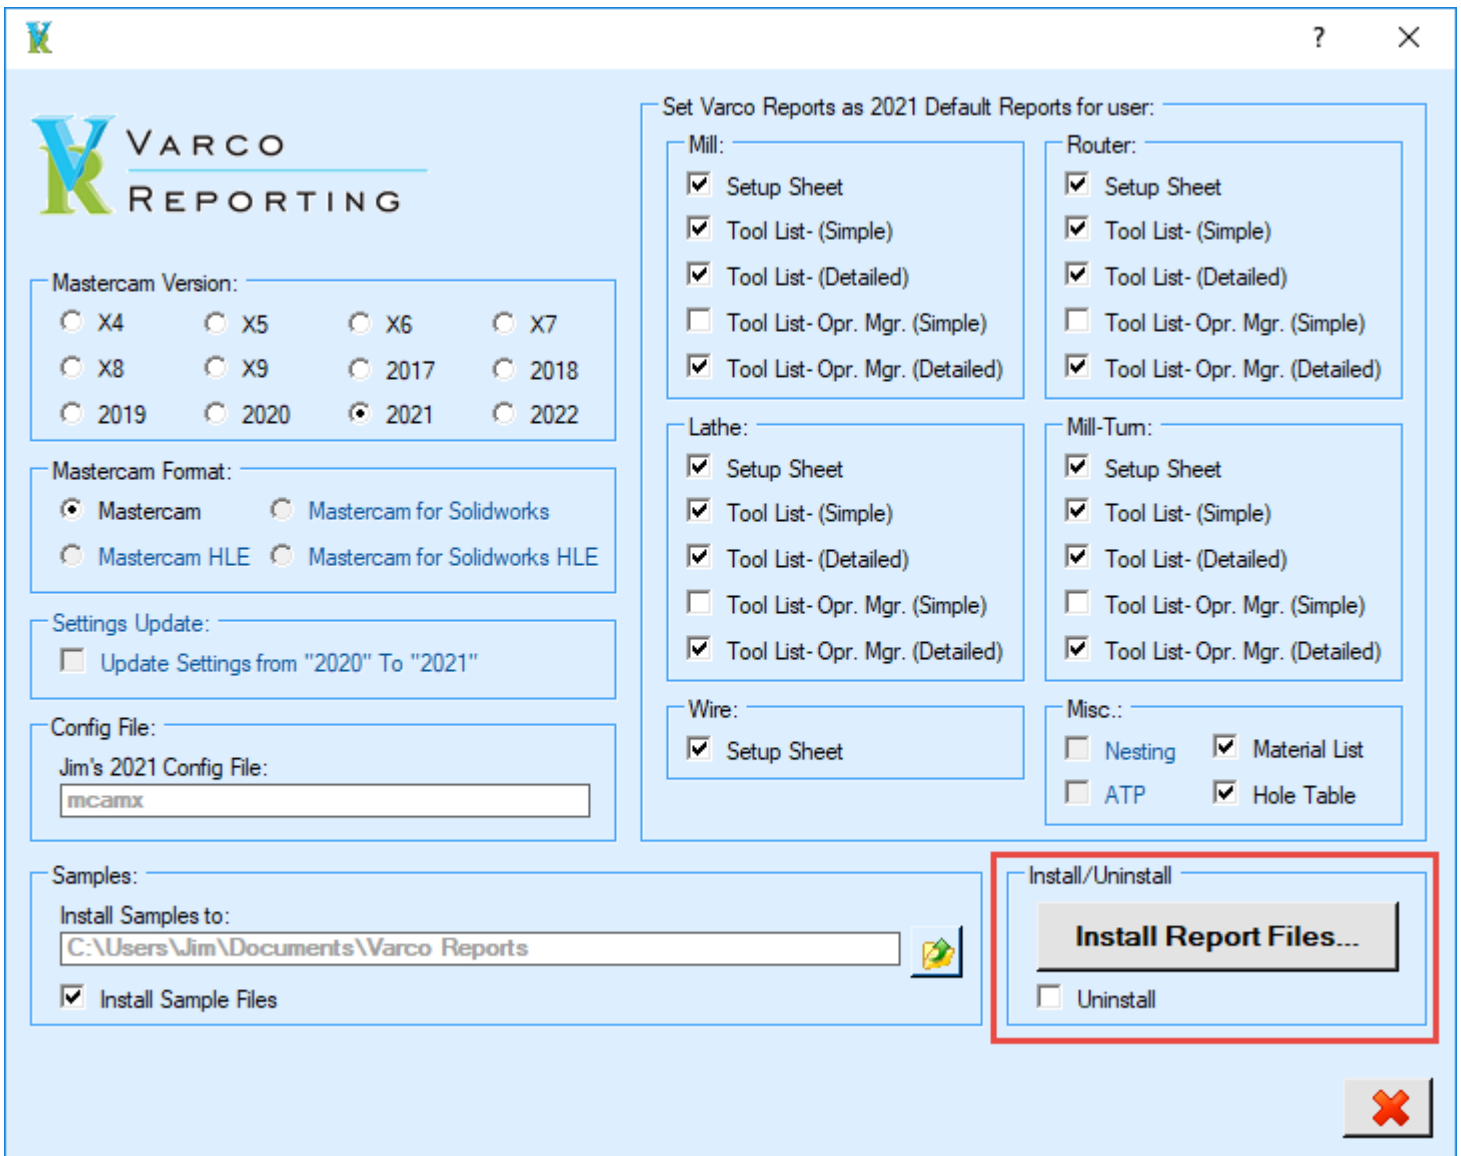 ?
VARCO
REPORTING
Mastercam Version:
X4 X5 X6 X7
X8 X9 2017 2018
2019 2020 2021 2022
Mastercam Format:
Mastercam Mastercam for Solidworks
Mastercam HLE Mastercam for Solidworks HLE
Settings Update:
Update Settings from "2020" To "2021"
Config File:
Jim's 2021 Config File:
mcamx
Set Varco Reports as 2021 Default Reports for user:
Mill:
Setup Sheet
Tool List- (Simple)
Tool List- (Detailed)
Tool List- Opr. Mgr. (Simple)
Tool List- Opr. Mgr. (Detailed)
Router:
Setup Sheet
Tool List- (Simple)
Tool List- (Detailed)
Tool List- Opr. Mgr. (Simple)
Tool List- Opr. Mgr. (Detailed)
Lathe:
Setup Sheet
Tool List- (Simple)
Tool List- (Detailed)
Tool List- Opr. Mgr. (Simple)
Tool List- Opr. Mgr. (Detailed)
Mill-Turn:
Setup Sheet
Tool List- (Simple)
Tool List- (Detailed)
Tool List- Opr. Mgr. (Simple)
Tool List- Opr. Mgr. (Detailed)
Wire:
Setup Sheet
Misc.:
Nesting Material List
ATP Hole Table
Samples:
Install Samples to:
C:\Users\Jim\Documents\Varco Reports
Install Sample Files
Install/Uninstall
Install Report Files...
Uninstall